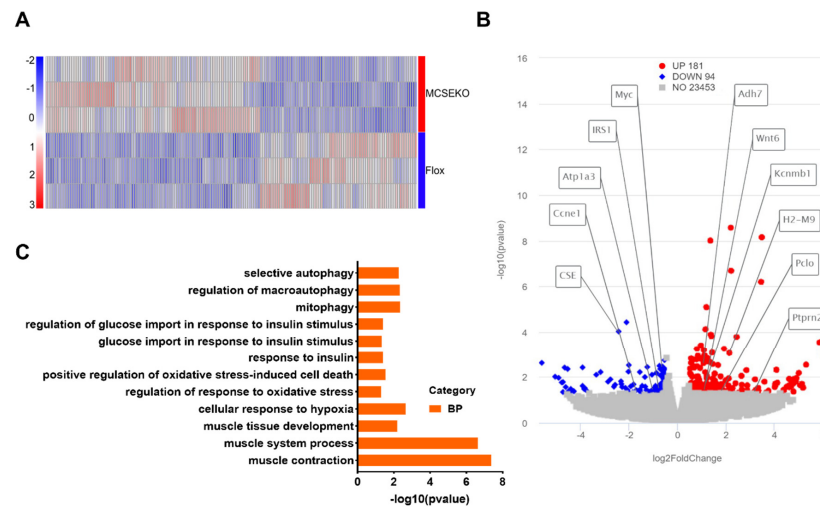 A
-2
-1
0
1
2
3
MCSEKO
Flox
B
UP 181
DOWN 94
NO 23453
16
14
12
10
8
6
4
2
0
-log10(pvalue)
Myc
IRS1
Atp1a3
Ccne1
CSE
Adh7
Wnt6
Kcnmb1
H2-M9
Pclo
Ptprn2
-4
-2
0
2
4
log2FoldChange
C
selective autophagy
regulation of macroautophagy
mitophagy
regulation of glucose import in response to insulin stimulus
glucose import in response to insulin stimulus
response to insulin
positive regulation of oxidative stress-induced cell death
regulation of response to oxidative stress
cellular response to hypoxia
muscle tissue development
muscle system process
muscle contraction
Category
BP
0 2 4 6 8
-log10(pvalue)